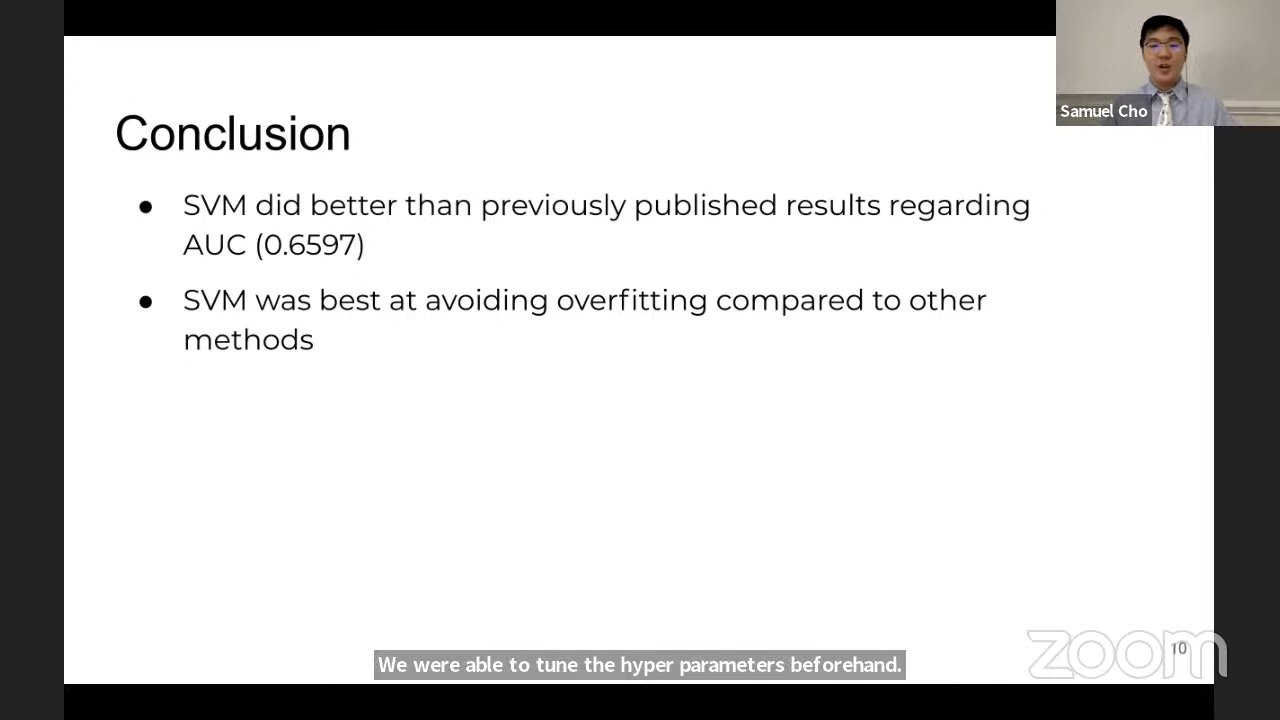 Samuel Cho
Conclusion
● SVM did better than previously published results regarding
AUC (0.6597)
● SVM was best at avoiding overfitting compared to other
methods
We were able to tune the hyper parameters beforehand.
zoom
10